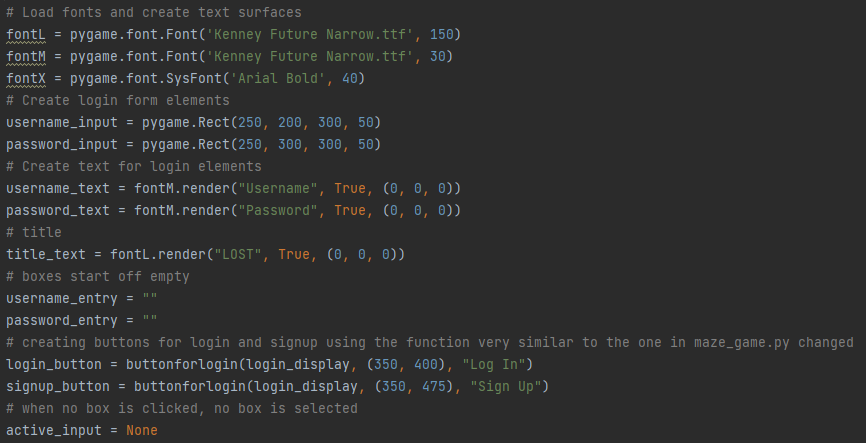 # Load fonts and create text surfaces
fontL = pygame.font.Font('Kenney Future Narrow.ttf', 150)
fontM = pygame.font.Font('Kenney Future Narrow.ttf', 30)
fontX = pygame.font.SysFont('Arial Bold', 40)
# Create login form elements
username_input = pygame.Rect(250, 200, 300, 50)
password_input = pygame.Rect(250, 300, 300, 50)
# Create text for login elements
username_text = fontM.render("Username", True, (0, 0, 0))
password_text = fontM.render("Password", True, (0, 0, 0))
# title
title_text = fontL.render("LOST", True, (0, 0, 0))
# boxes start off empty
username_entry = ""
password_entry = ""
# creating buttons for login and signup using the function very similar to the one in maze_game.py changed
login_button = buttonforlogin(login_display, (350, 400), "Log In")
signup_button = buttonforlogin(login_display, (350, 475), "Sign Up")
# when no box is clicked, no box is selected
active_input = None